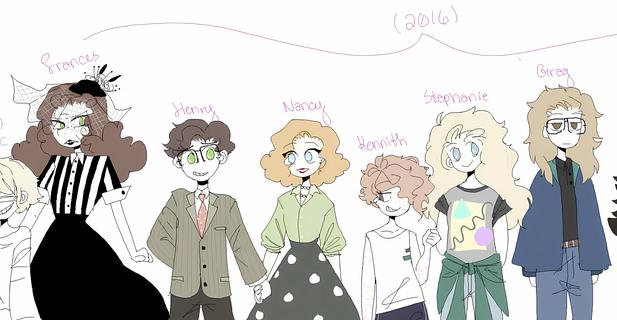 (2016)
Frances
Henry
Nancy
Kennith
Stephanie
Greg